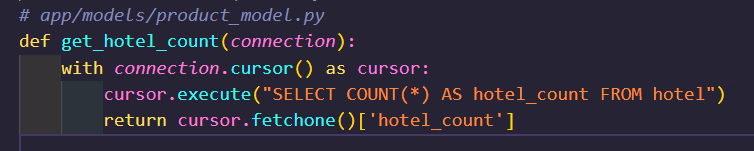 # app/models/product_model.py
def get_hotel_count(connection):
    with connection.cursor() as cursor:
        cursor.execute("SELECT COUNT(*) AS hotel_count FROM hotel")
        return cursor.fetchone()['hotel_count']